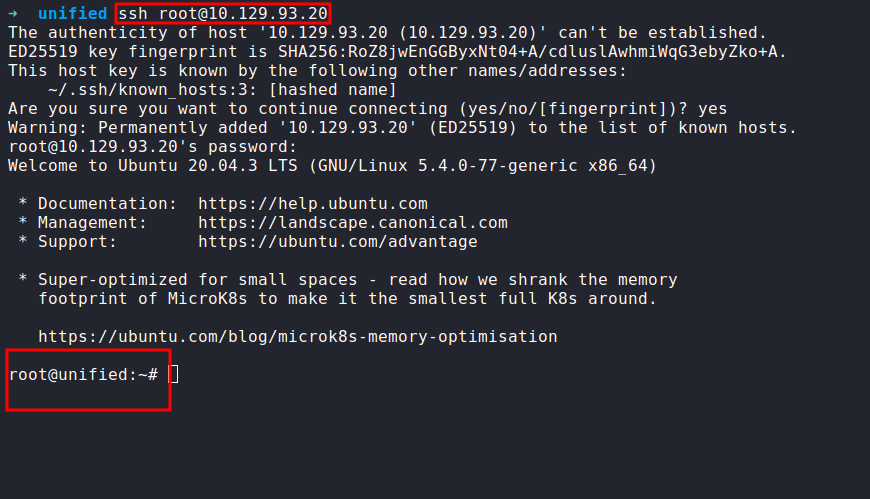 ➜ unified ssh root@10.129.93.20
The authenticity of host '10.129.93.20 (10.129.93.20)' can't be established.
ED25519 key fingerprint is SHA256:RoZ8jwEnGGByxNt04+A/cdluslAwhmiWqG3ebyZko+A.
This host key is known by the following other names/addresses:
    ~/.ssh/known_hosts:3: [hashed name]
Are you sure you want to continue connecting (yes/no/[fingerprint])? yes
Warning: Permanently added '10.129.93.20' (ED25519) to the list of known hosts.
root@10.129.93.20's password:
Welcome to Ubuntu 20.04.3 LTS (GNU/Linux 5.4.0-77-generic x86_64)
 * Documentation:  https://help.ubuntu.com
 * Management:     https://landscape.canonical.com
 * Support:        https://ubuntu.com/advantage
 * Super-optimized for small spaces - read how we shrank the memory
   footprint of MicroK8s to make it the smallest full K8s around.
   https://ubuntu.com/blog/microk8s-memory-optimisation
root@unified:~#